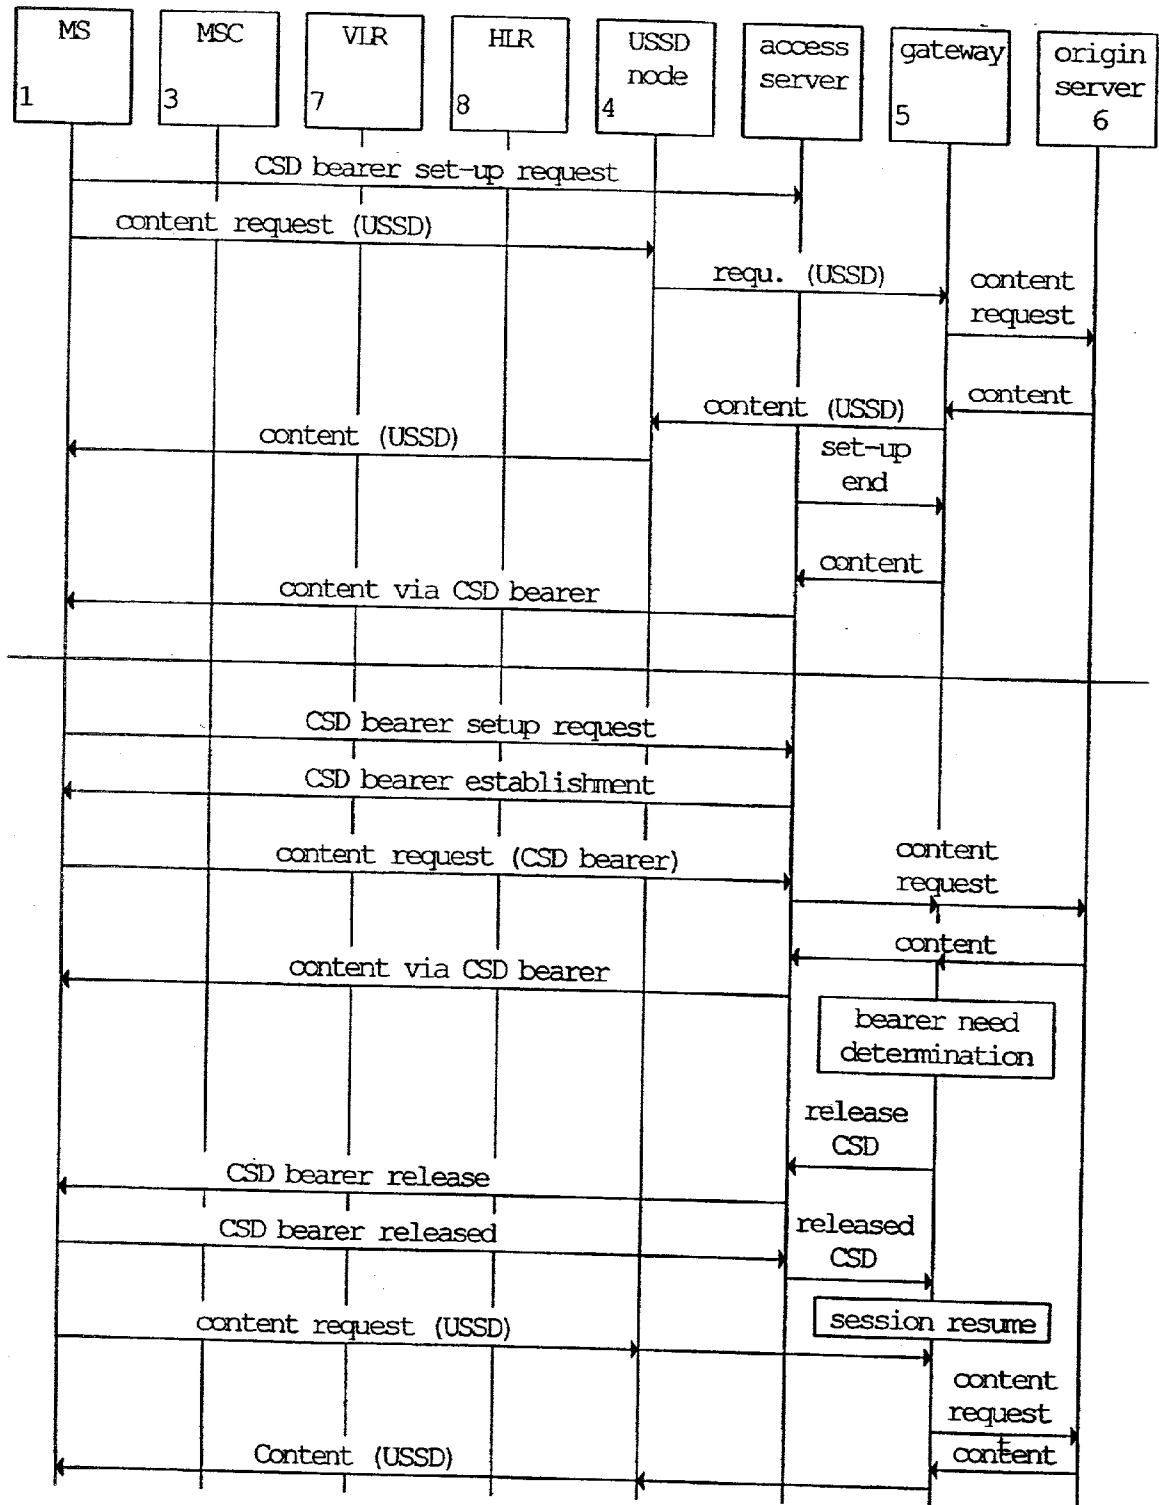 MS
1
MSC
3
VLR
7
HLR
8
USSD
node
4
access
server
gateway
5
origin
server
6
CSD bearer set-up request
content request (USSD)
requ. (USSD)
content
request
content
content (USSD)
content (USSD)
set-up
end
content
content via CSD bearer
CSD bearer setup request
CSD bearer establishment
content request (CSD bearer)
content
request
content
content via CSD bearer
bearer need
determination
release
CSD
CSD bearer release
CSD bearer released
released
CSD
content request (USSD)
session resume
content
request
content
Content (USSD)